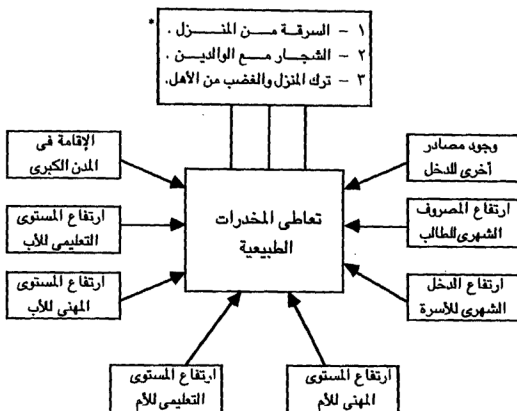 *
١ - السرقة من المنزل .
٢ - الشجار مع الوالدين .
٣ - ترك المنزل والغضب من الأهل.
وجود مصادر
أخرى للدخل
الإقامة فى
المدن الكبرى
تعاطى المخدرات
الطبيعية
ارتفاع المصروف
الشهرى للطالب
ارتفاع المستوى
التعليمى للأب
ارتفاع الدخل
الشهرى للأسرة
ارتفاع المستوى
المهنى للأب
ارتفاع المستوى
المهنى للأم
ارتفاع المستوى
التعليمى للأم